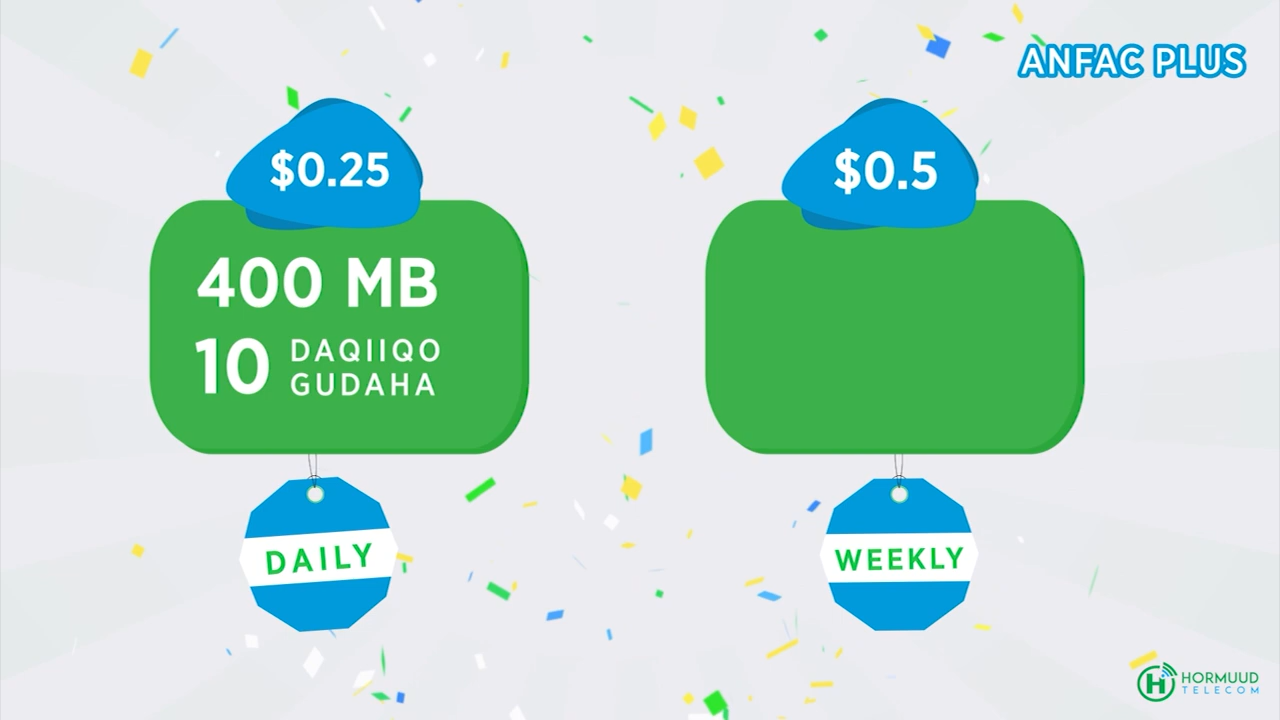 ANFAC PLUS
$0.25
400 MB
10 DAQIIQO
GUDAHA
DAILY
$0.5
WEEKLY
HORMUUD
TELECOM